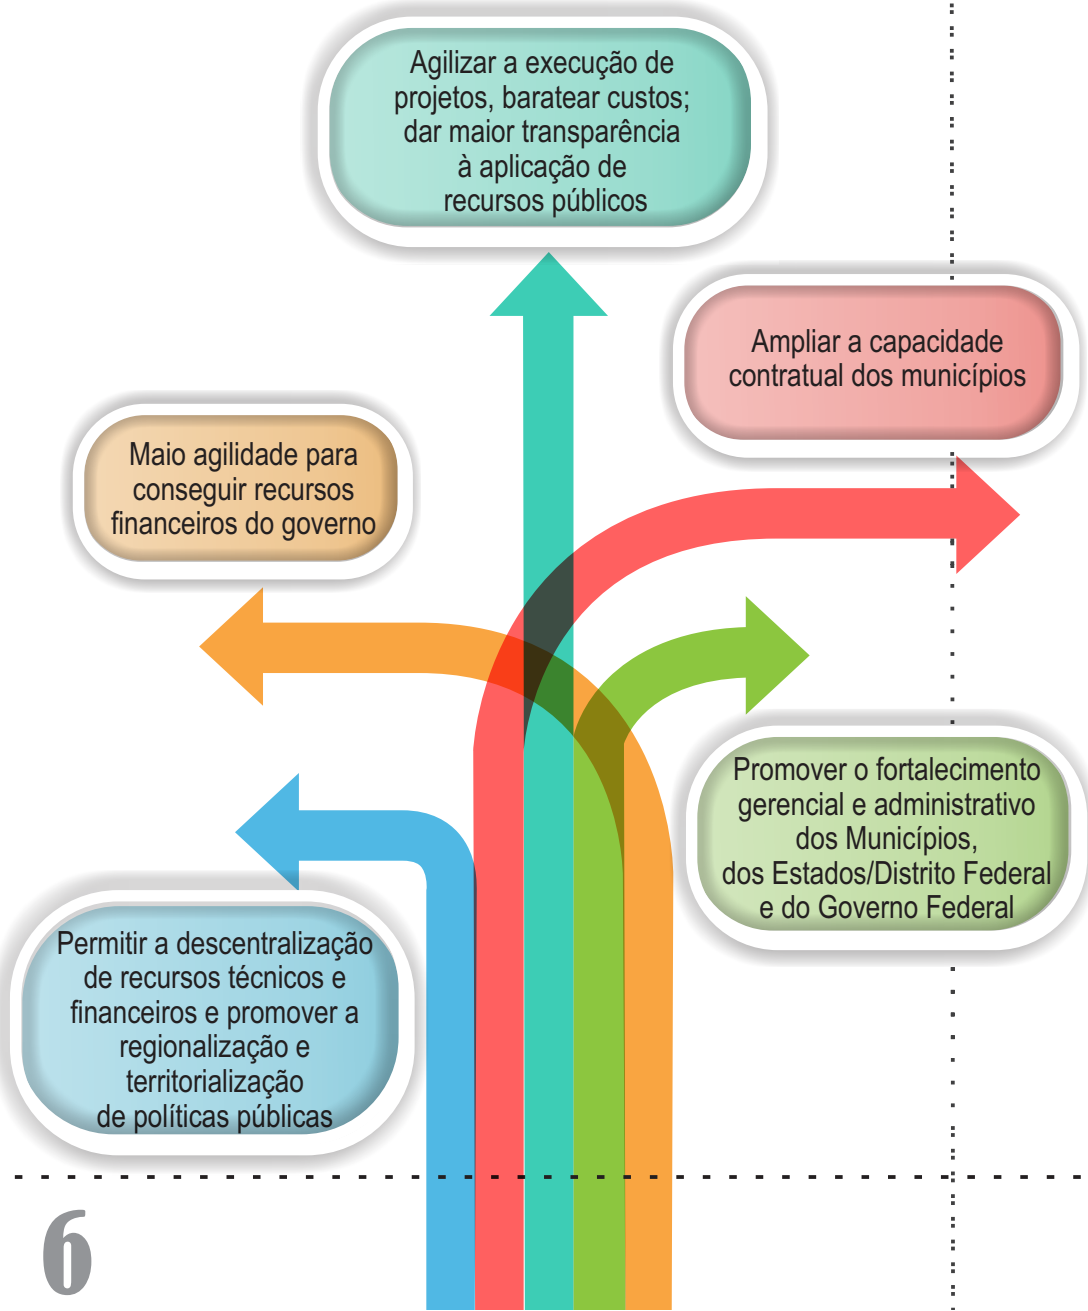 Agilizar a execução de
projetos, baratear custos;
dar maior transparência
à aplicação de
recursos públicos
Ampliar a capacidade
contratual dos municípios
Maio agilidade para
conseguir recursos
financeiros do governo
Promover o fortalecimento
gerencial e administrativo
dos Municípios,
dos Estados/Distrito Federal
e do Governo Federal
Permitir a descentralização
de recursos técnicos e
financeiros e promover a
regionalização e
territorialização
de políticas públicas
6